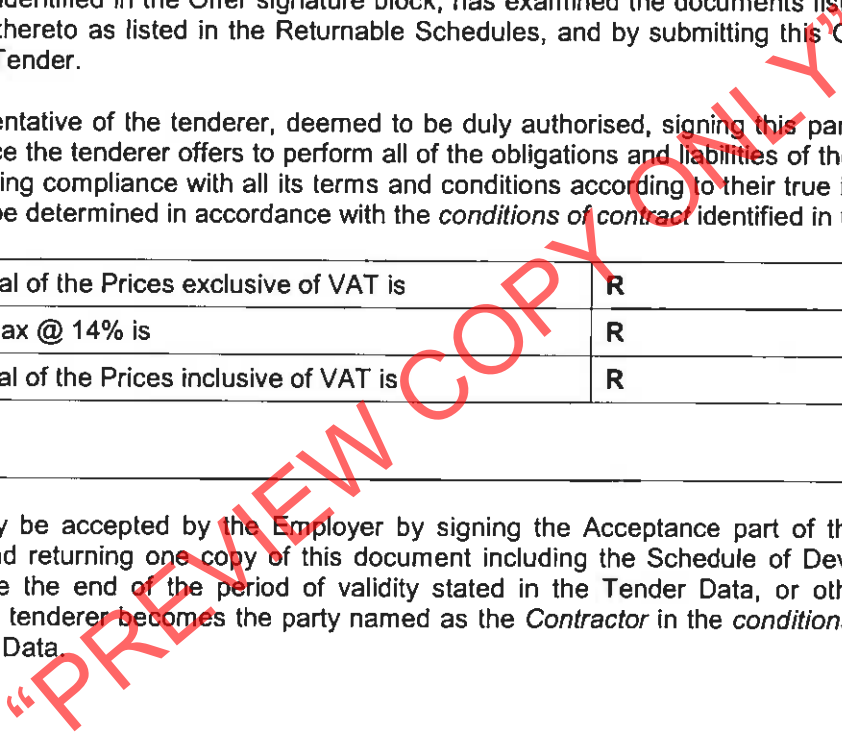 identified in the Offer signature block, has examined the documents lis
thereto as listed in the Returnable Schedules, and by submitting this
Tender.
entative of the tenderer, deemed to be duly authorised, signing this par
ce the tenderer offers to perform all of the obligations and liabilities of th
ing compliance with all its terms and conditions according to their true
be determined in accordance with the conditions of contract identified in
al of the Prices exclusive of VAT is R
ax @ 14% is R
al of the Prices inclusive of VAT is R
y be accepted by the Employer by signing the Acceptance part of th
nd returning one copy of this document including the Schedule of Dev
e the end of the period of validity stated in the Tender Data, or oth
tenderer becomes the party named as the Contractor in the condition
Data.
"PREVIEW COPY ONLY"